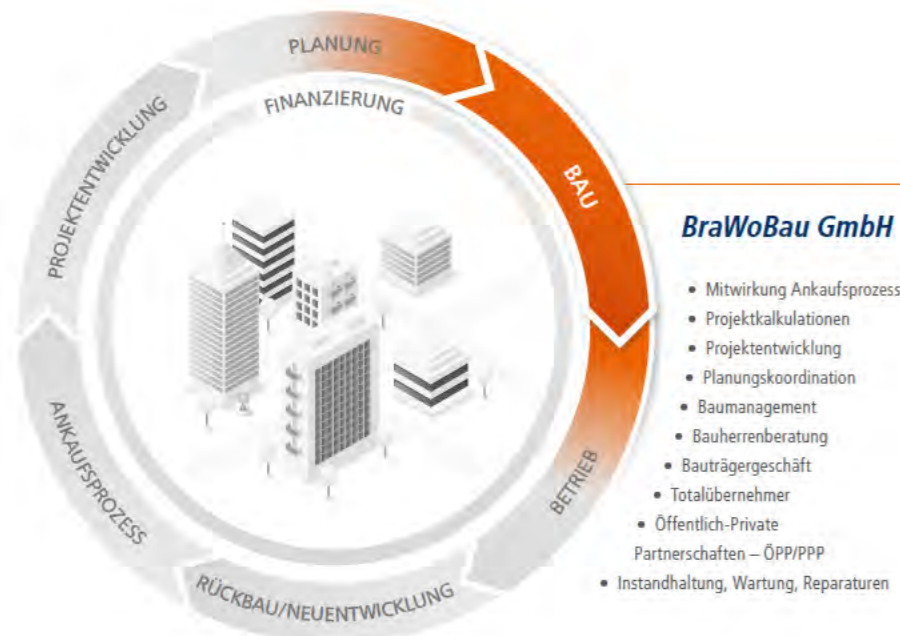 PLANUNG
FINANZIERUNG
PROJEKTENTWICKLUNG
BAU
BraWoBau GmbH
• Mitwirkung Ankaufsprozess
• Projektkalkulationen
• Projektentwicklung
• Planungskoordination
• Baumanagement
• Bauherrenberatung
• Bauträgergeschäft
• Totalübernehmer
• Öffentlich-Private
Partnerschaften – ÖPP/PPP
• Instandhaltung, Wartung, Reparaturen
ANKAUFSPROZESS
BETRIEB
RÜCKBAU/NEUENTWICKLUNG